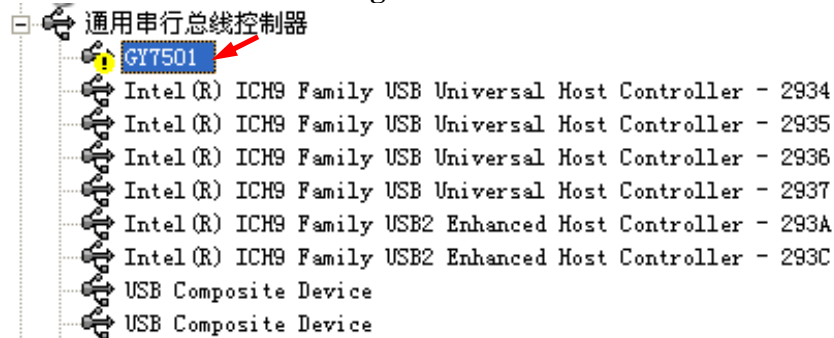 通用串行总线控制器
GY7501
Intel(R) ICH9 Family USB Universal Host Controller - 2934
Intel(R) ICH9 Family USB Universal Host Controller - 2935
Intel(R) ICH9 Family USB Universal Host Controller - 2936
Intel(R) ICH9 Family USB Universal Host Controller - 2937
Intel(R) ICH9 Family USB2 Enhanced Host Controller - 293A
Intel(R) ICH9 Family USB2 Enhanced Host Controller - 293C
USB Composite Device
USB Composite Device